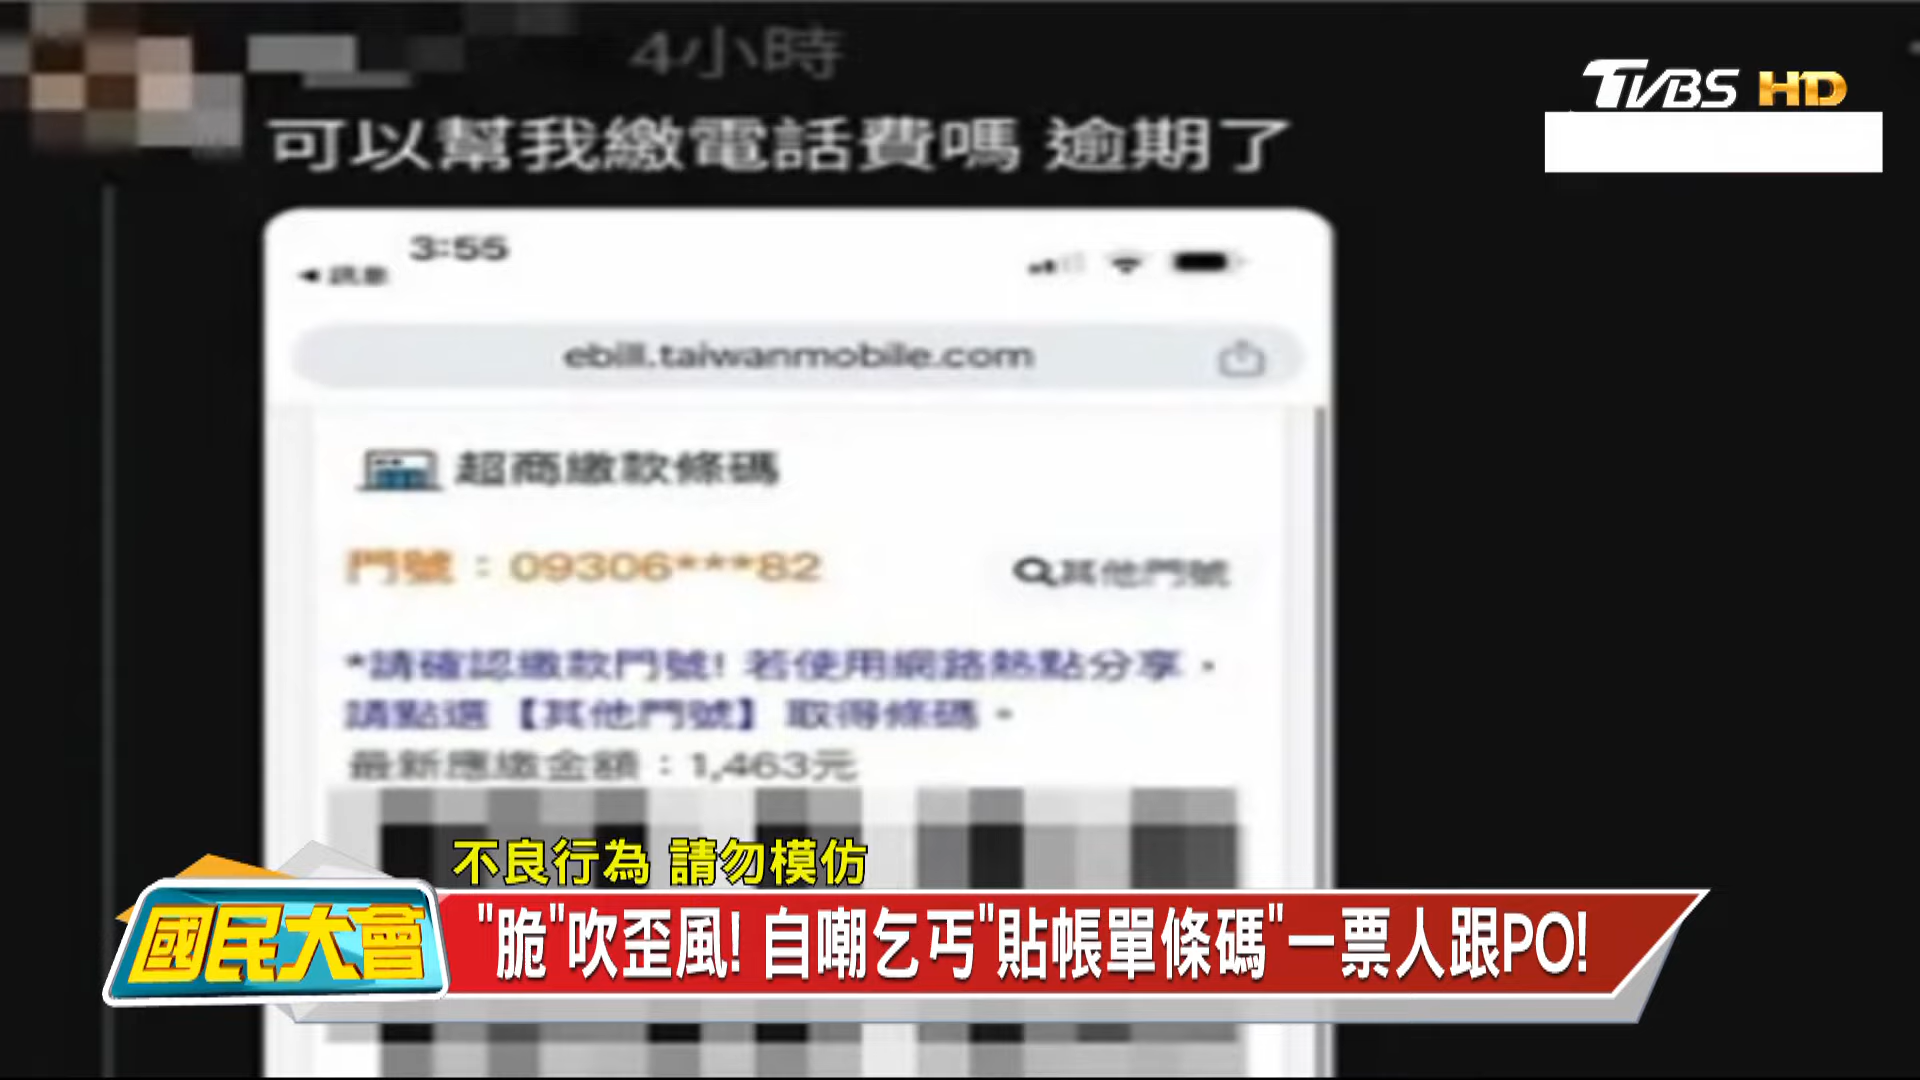 4小時
TVBS HD
可以幫我繳電話費嗎 逾期了
3:55
◀訊息
ebill.taiwanmobile.com
超商繳款條碼
門號：09306***82
其他門號
*請確認繳款門號! 若使用網路熱點分享，
請點選【其他門號】取得條碼。
最新應繳金額：1,463元
不良行為 請勿模仿
國民大會
"脆"吹歪風! 自嘲乞丐"貼帳單條碼"一票人跟PO!